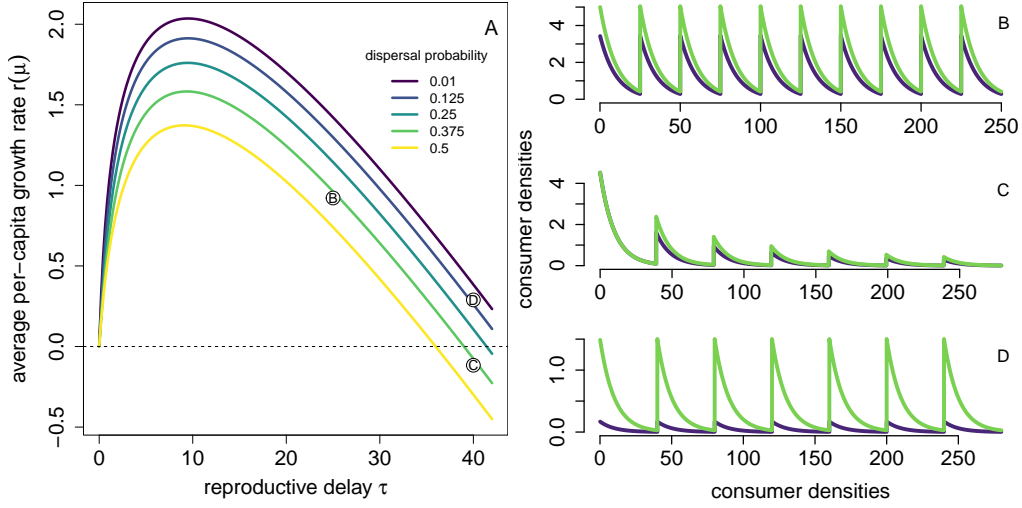 A
dispersal probability
0.01
0.125
0.25
0.375
0.5
B
D
C
average per−capita growth rate r(μ)
−0.5 0.0 0.5 1.0 1.5 2.0
0 10 20 30 40
reproductive delay τ
B
0 2 4
0 50 100 150 200 250
C
0 2 4
0 50 100 150 200 250
D
0.0 1.0
0 50 100 150 200 250
consumer densities
consumer densities